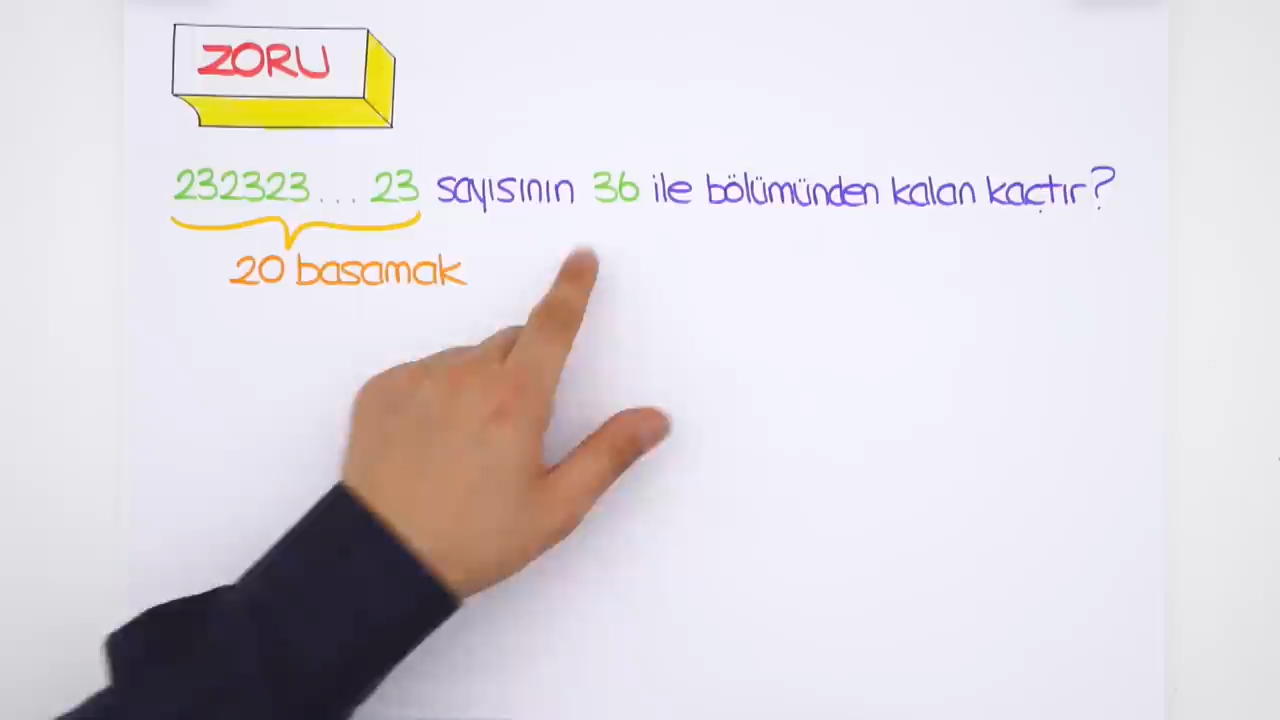 ZORU
232323... 23 sayısının 36 ile bölümünden kalan kaçtır?
20 basamak